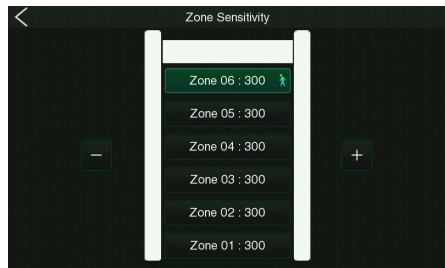 Zone Sensitivity
Zone 06 : 300
Zone 05 : 300
Zone 04 : 300
− Zone 03 : 300 +
Zone 02 : 300
Zone 01 : 300